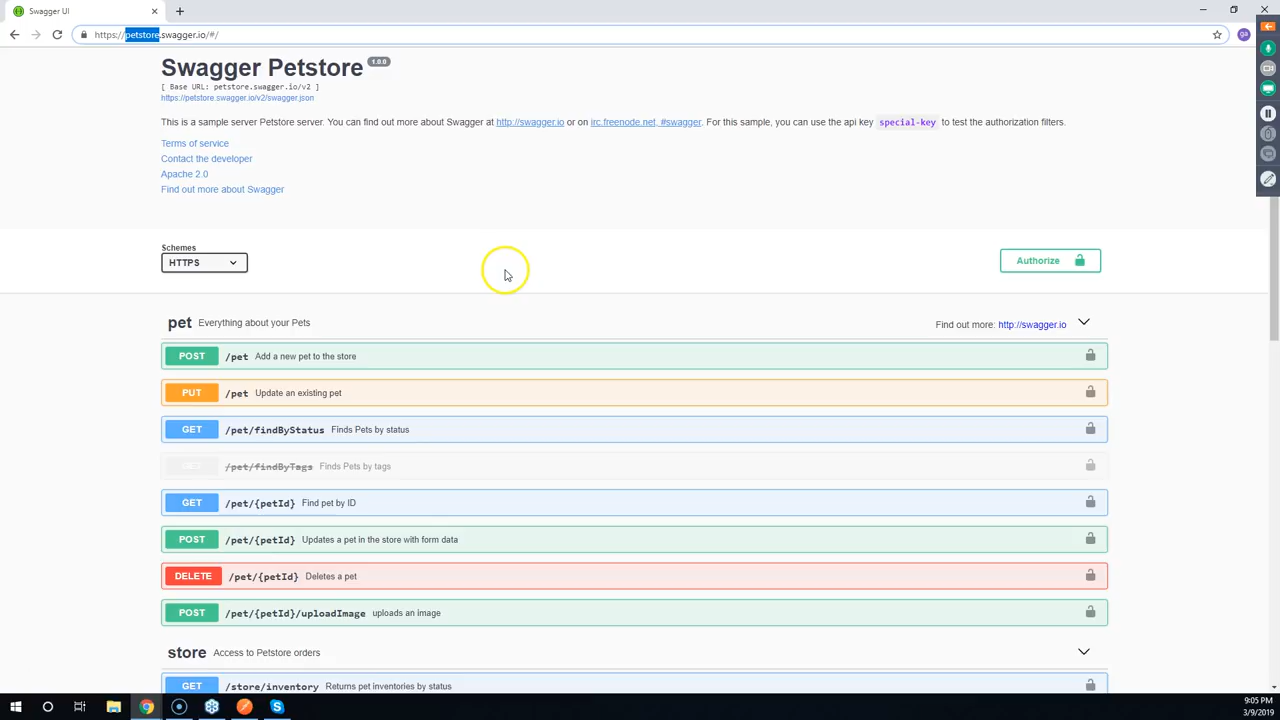 Swagger UI
https://petstore.swagger.io/#/
ga
Swagger Petstore 1.0.0
[ Base URL: petstore.swagger.io/v2 ]
https://petstore.swagger.io/v2/swagger.json
This is a sample server Petstore server. You can find out more about Swagger at http://swagger.io or on irc.freenode.net, #swagger. For this sample, you can use the api key special-key to test the authorization filters.
Terms of service
Contact the developer
Apache 2.0
Find out more about Swagger
Schemes
HTTPS
Authorize
pet Everything about your Pets Find out more: http://swagger.io
POST /pet Add a new pet to the store
PUT /pet Update an existing pet
GET /pet/findByStatus Finds Pets by status
GET /pet/findByTags Finds Pets by tags
GET /pet/{petId} Find pet by ID
POST /pet/{petId} Updates a pet in the store with form data
DELETE /pet/{petId} Deletes a pet
POST /pet/{petId}/uploadImage uploads an image
store Access to Petstore orders
GET /store/inventory Returns pet inventories by status
9:05 PM
3/9/2019